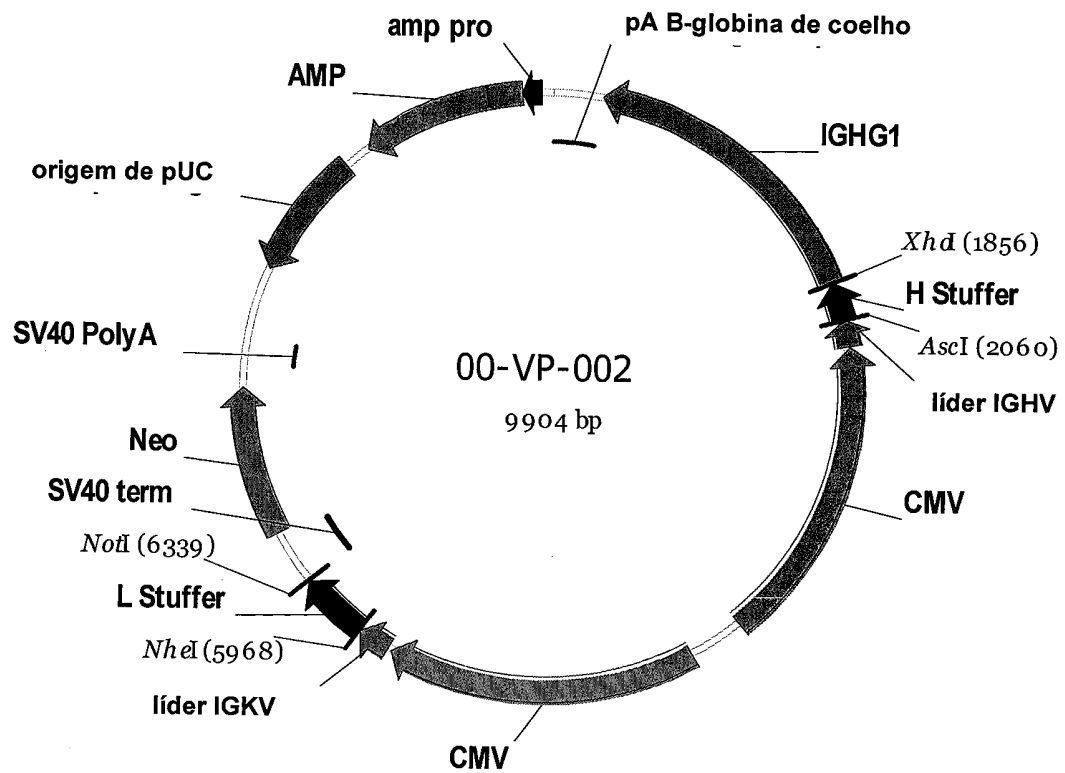 amp pro
pA B-globina de coelho
AMP
IGHG1
origem de pUC
XhoI (1856)
H Stuffer
SV40 PolyA
AscI (2060)
00-VP-002
9904 bp
líder IGHV
Neo
SV40 term
CMV
NotI (6339)
L Stuffer
NheI (5968)
líder IGKV
CMV